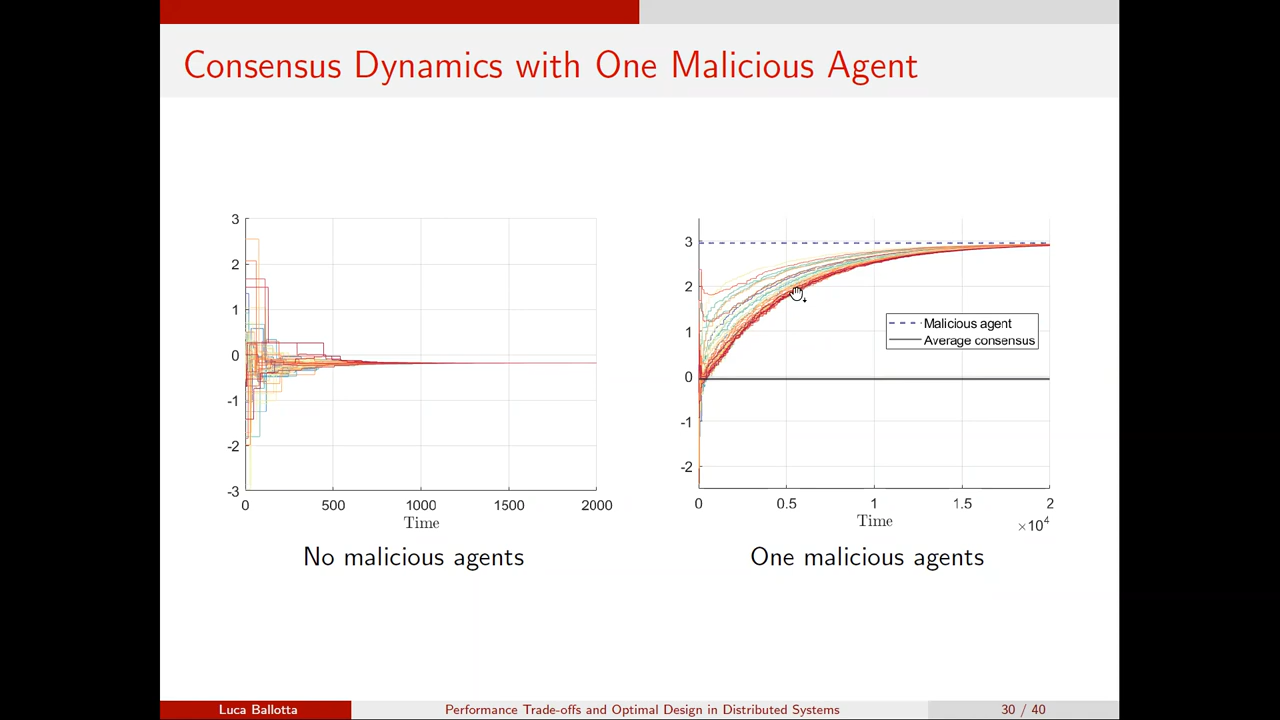 Consensus Dynamics with One Malicious Agent
3
2
1
0
-1
-2
-3
0 500 1000 1500 2000
Time
No malicious agents
3
2
1
0
-1
-2
0 0.5 1 1.5 2
Time
×10⁴
Malicious agent
Average consensus
One malicious agents
Luca Ballotta Performance Trade-offs and Optimal Design in Distributed Systems 30 / 40